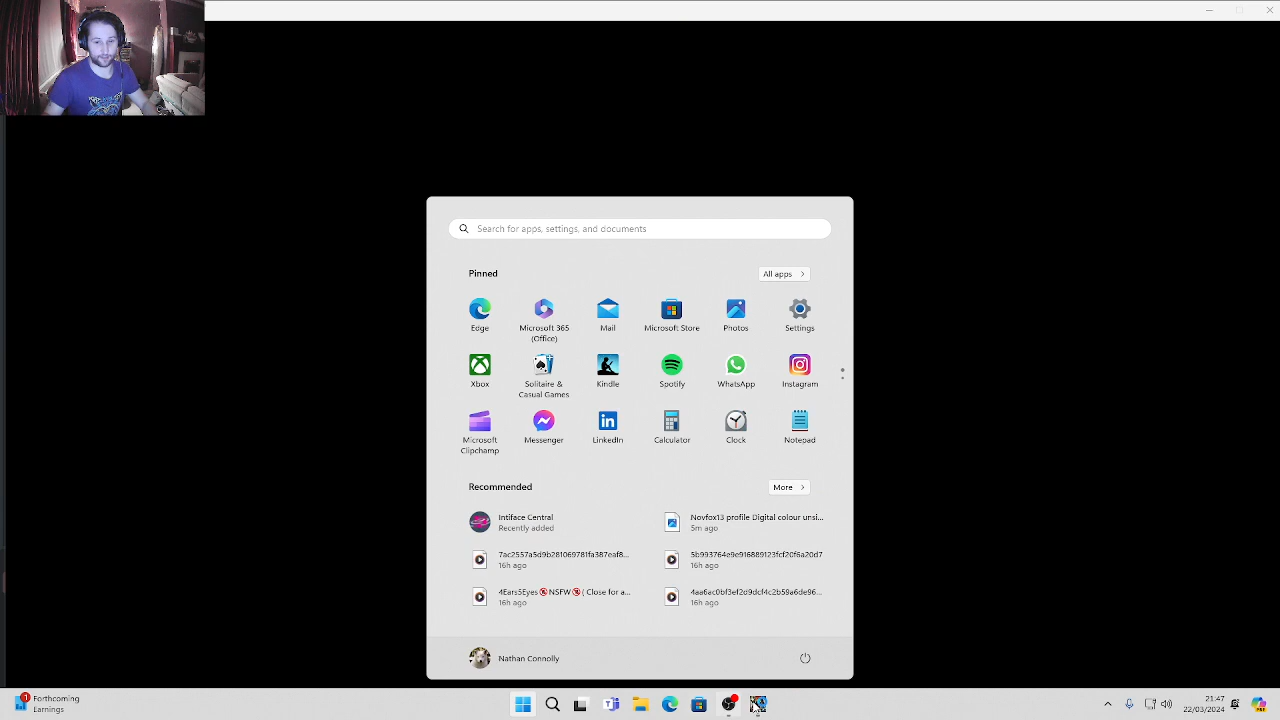 Search for apps, settings, and documents
Pinned
All apps
Edge
Microsoft 365
(Office)
Mail
Microsoft Store
Photos
Settings
Xbox
Solitaire &
Casual Games
Kindle
Spotify
WhatsApp
Instagram
Microsoft
Clipchamp
Messenger
LinkedIn
Calculator
Clock
Notepad
Recommended
More
Intiface Central
Recently added
Novfox13 profile Digital colour unsi...
5m ago
7ac2557a5d9b281069781fa387eaf8...
16h ago
5b993764e9e916889123fcf20f6a20d7
16h ago
4Ears5Eyes🔞NSFW🔞( Close for a...
16h ago
4aa6ac0bf3ef2d9dcf4c2b59a6de96...
16h ago
Nathan Connolly
Forthcoming
Earnings
21:47
22/03/2024